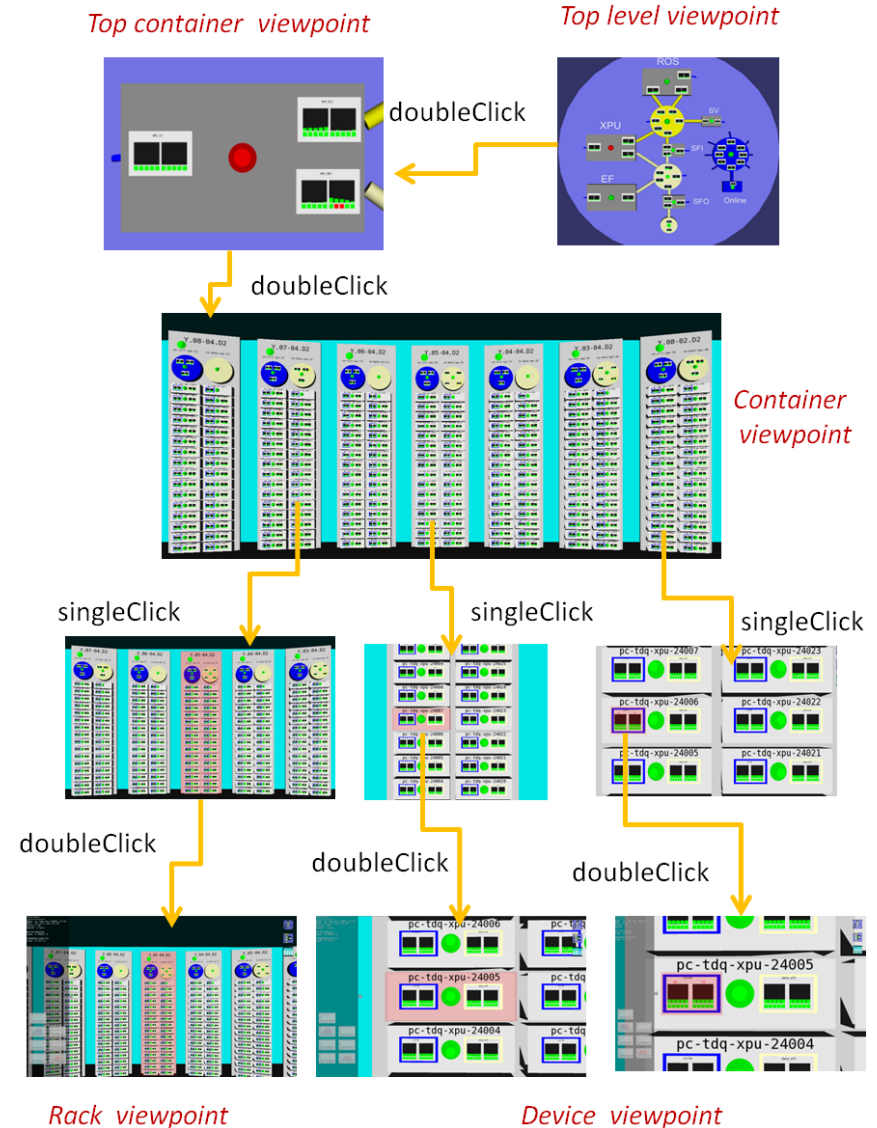 Top container viewpoint
Top level viewpoint
ROS
SV
XPU
SFI
EF
SFO
Online
doubleClick
doubleClick
Y.08-04.D2
Y.07-04.D2
Y.06-04.D2
Y.05-04.D2
Y.04-04.D2
Y.03-04.D2
Y.08-02.D2
Container
viewpoint
singleClick
singleClick
singleClick
pc-tdq-xpu-24007
pc-tdq-xpu-24023
pc-tdq-xpu-24006
pc-tdq-xpu-24022
pc-tdq-xpu-24005
pc-tdq-xpu-24021
doubleClick
doubleClick
doubleClick
pc-tdq-xpu-24006
pc-tdq-xpu-24005
pc-tdq-xpu-24004
pc-tdq-xpu-24005
pc-tdq-xpu-24004
Rack viewpoint
Device viewpoint